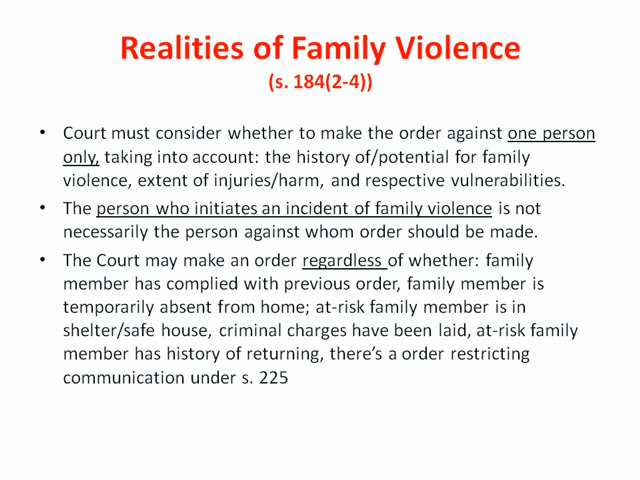 Realities of Family Violence
(s. 184(2-4))
• Court must consider whether to make the order against one person
only, taking into account: the history of/potential for family
violence, extent of injuries/harm, and respective vulnerabilities.
• The person who initiates an incident of family violence is not
necessarily the person against whom order should be made.
• The Court may make an order regardless of whether: family
member has complied with previous order, family member is
temporarily absent from home; at-risk family member is in
shelter/safe house, criminal charges have been laid, at-risk family
member has history of returning, there's a order restricting
communication under s. 225